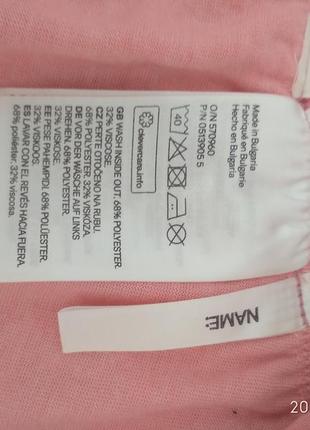 Made in Bulgaria
Fabriqué en Bulgarie
Hecho en Bulgaria
O/N 570960
P/N 0513905 5
40
clevercare.info
GB WASH INSIDE OUT. 68% POLYESTER.
32% VISCOSE.
CZ PERTE OTOČENÉ NA RUBU.
68% POLYESTER. 32% VISKÓZA
DE VOR DER WÄSCHE AUF LINKS
DREHEN. 68% POLYESTER.
32% VISKOSE.
EE PESE PAHEMPIDI. 68% POLÜESTER.
32% VISKOOS
ES LAVAR CON EL REVÉS HACIA FUERA.
68% poliéster. 32% viscosa.
NAME:
20